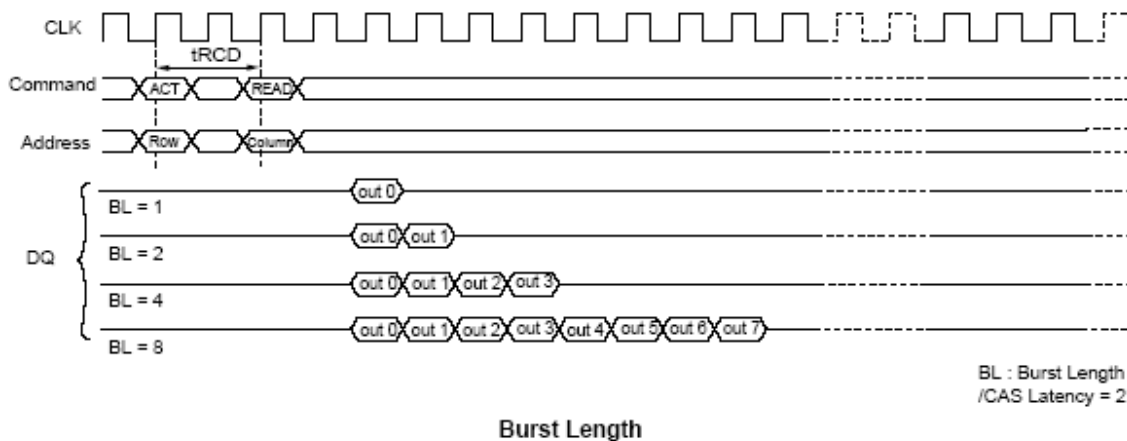 CLK
tRCD
Command ACT READ
Address Row Column
out 0
BL = 1
out 0 out 1
BL = 2
DQ
out 0 out 1 out 2 out 3
BL = 4
out 0 out 1 out 2 out 3 out 4 out 5 out 6 out 7
BL = 8
BL : Burst Length
/CAS Latency = 2
Burst Length